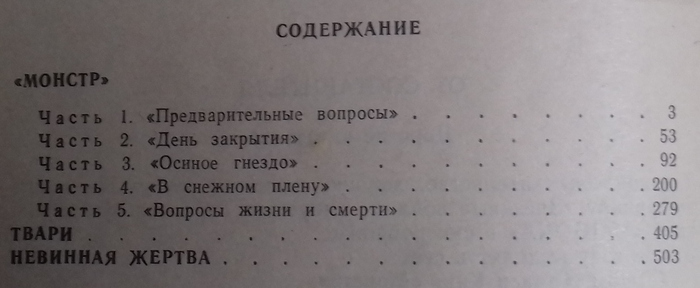 СОДЕРЖАНИЕ
«МОНСТР»
Часть 1. «Предварительные вопросы» . . . . . . . . . 3
Часть 2. «День закрытия» . . . . . . . . . . . . 53
Часть 3. «Осиное гнездо» . . . . . . . . . . . . 92
Часть 4. «В снежном плену» . . . . . . . . . . . 200
Часть 5. «Вопросы жизни и смерти» . . . . . . . . . 279
ТВАРИ . . . . . . . . . . . . . . . . . 405
НЕВИННАЯ ЖЕРТВА . . . . . . . . . . . . . 503